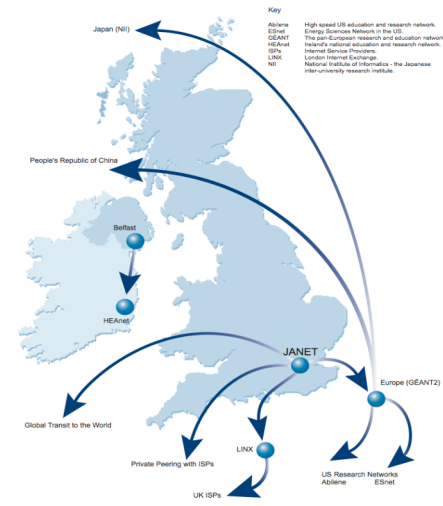 Key
Abilene High speed US education and research network.
ESnet Energy Sciences Network in the US.
GÉANT The pan-European research and education network
HEAnet Ireland's national education and research network.
ISPs Internet Service Providers.
LINX London Internet Exchange.
NII National Institute of Informatics - the Japanese
inter-university research institute.
Japan (NII)
People's Republic of China
Belfast
HEAnet
JANET
Europe (GÉANT2)
Global Transit to the World
LINX
Private Peering with ISPs
US Research Networks
Abilene ESnet
UK ISPs